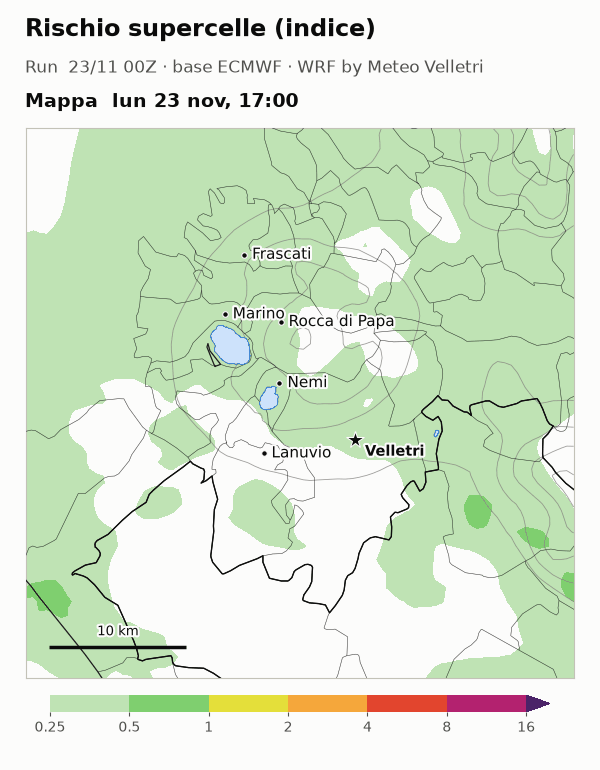 Rischio supercelle (indice)
Run  23/11 00Z · base ECMWF · WRF by Meteo Velletri
Mappa  lun 23 nov, 17:00
Frascati
Marino
Rocca di Papa
Nemi
Velletri
Lanuvio
10 km
0.25 0.5 1 2 4 8 16